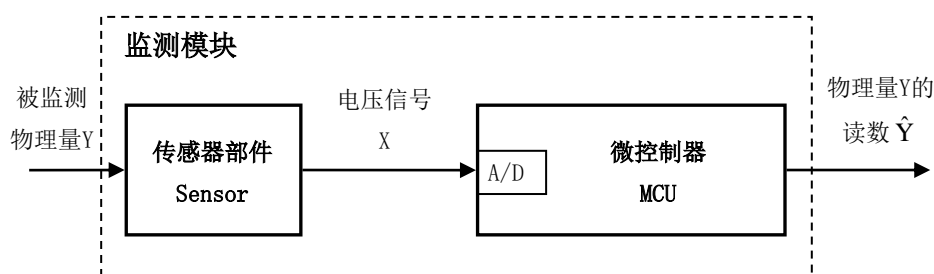 监测模块
被监测
物理量Y
传感器部件
Sensor
电压信号
X
A/D
微控制器
MCU
物理量Y的
读数 Ŷ